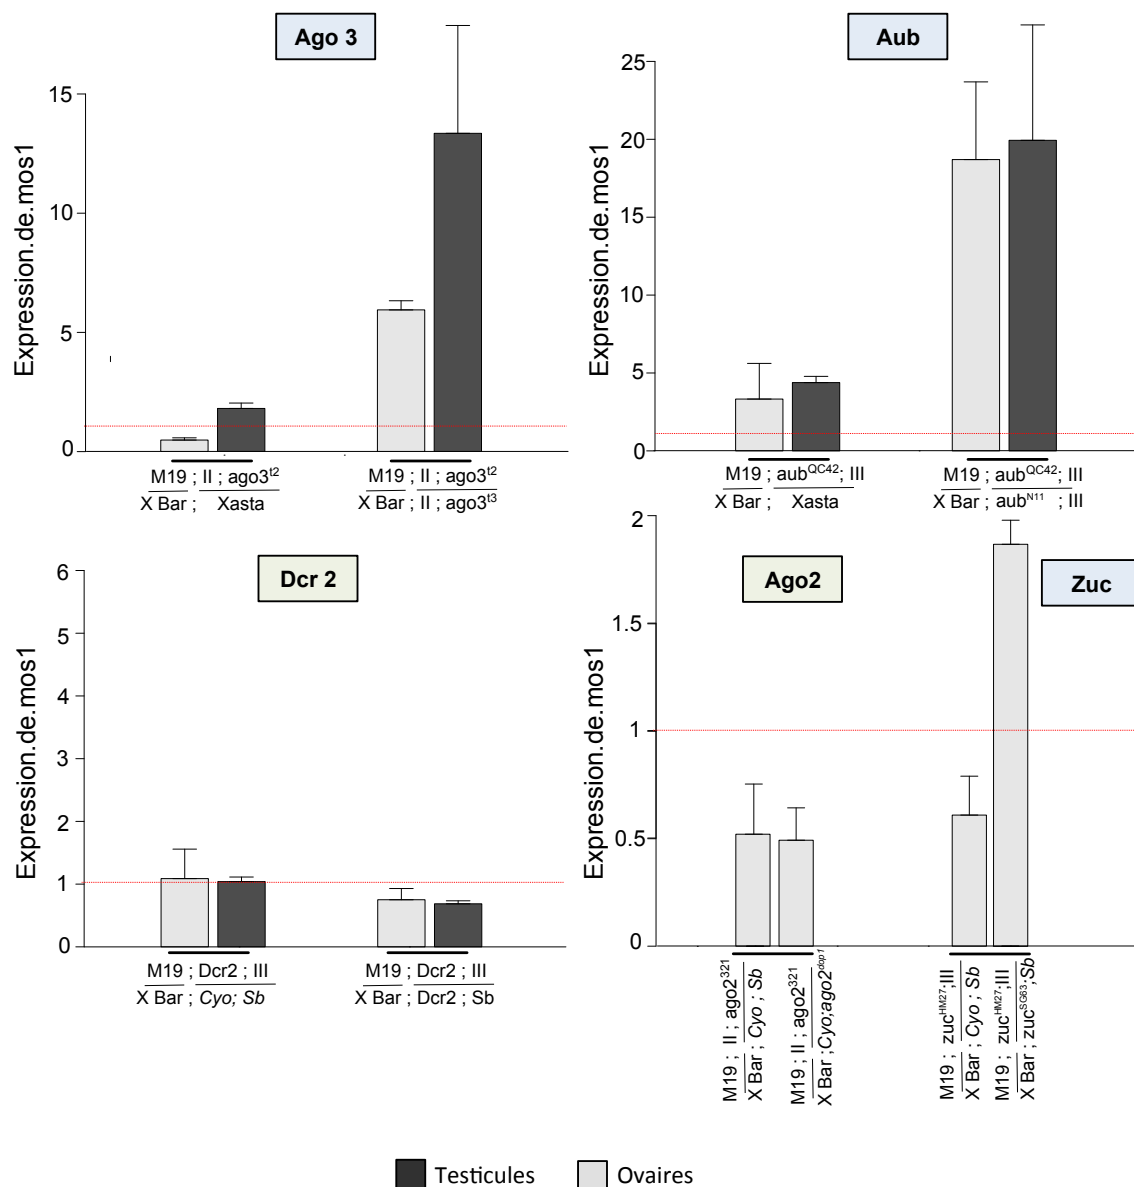 Ago 3
Expression.de.mos1
15
10
5
0
M19 ; II ; ago3t2
X Bar ; Xasta
M19 ; II ; ago3t2
X Bar ; II ; ago3t3
Aub
Expression.de.mos1
25
20
15
10
5
0
M19 ; aubQC42; III
X Bar ; Xasta
M19 ; aubQC42; III
X Bar ; aubN11 ; III
Dcr 2
Expression.de.mos1
6
5
4
3
2
1
0
M19 ; Dcr2 ; III
X Bar ; Cyo; Sb
M19 ; Dcr2 ; III
X Bar ; Dcr2 ; Sb
Ago2
Zuc
Expression.de.mos1
2
1.5
1
0.5
0
M19 ; II ; ago2321
X Bar ; Cyo ; Sb
M19 ; II ; ago2321
X Bar ;Cyo;ago2dop1
M19 ; zucHM27;III
X Bar ; Cyo ; Sb
M19 ; zucHM27;III
X Bar ; zucSG63;Sb
Testicules
Ovaires